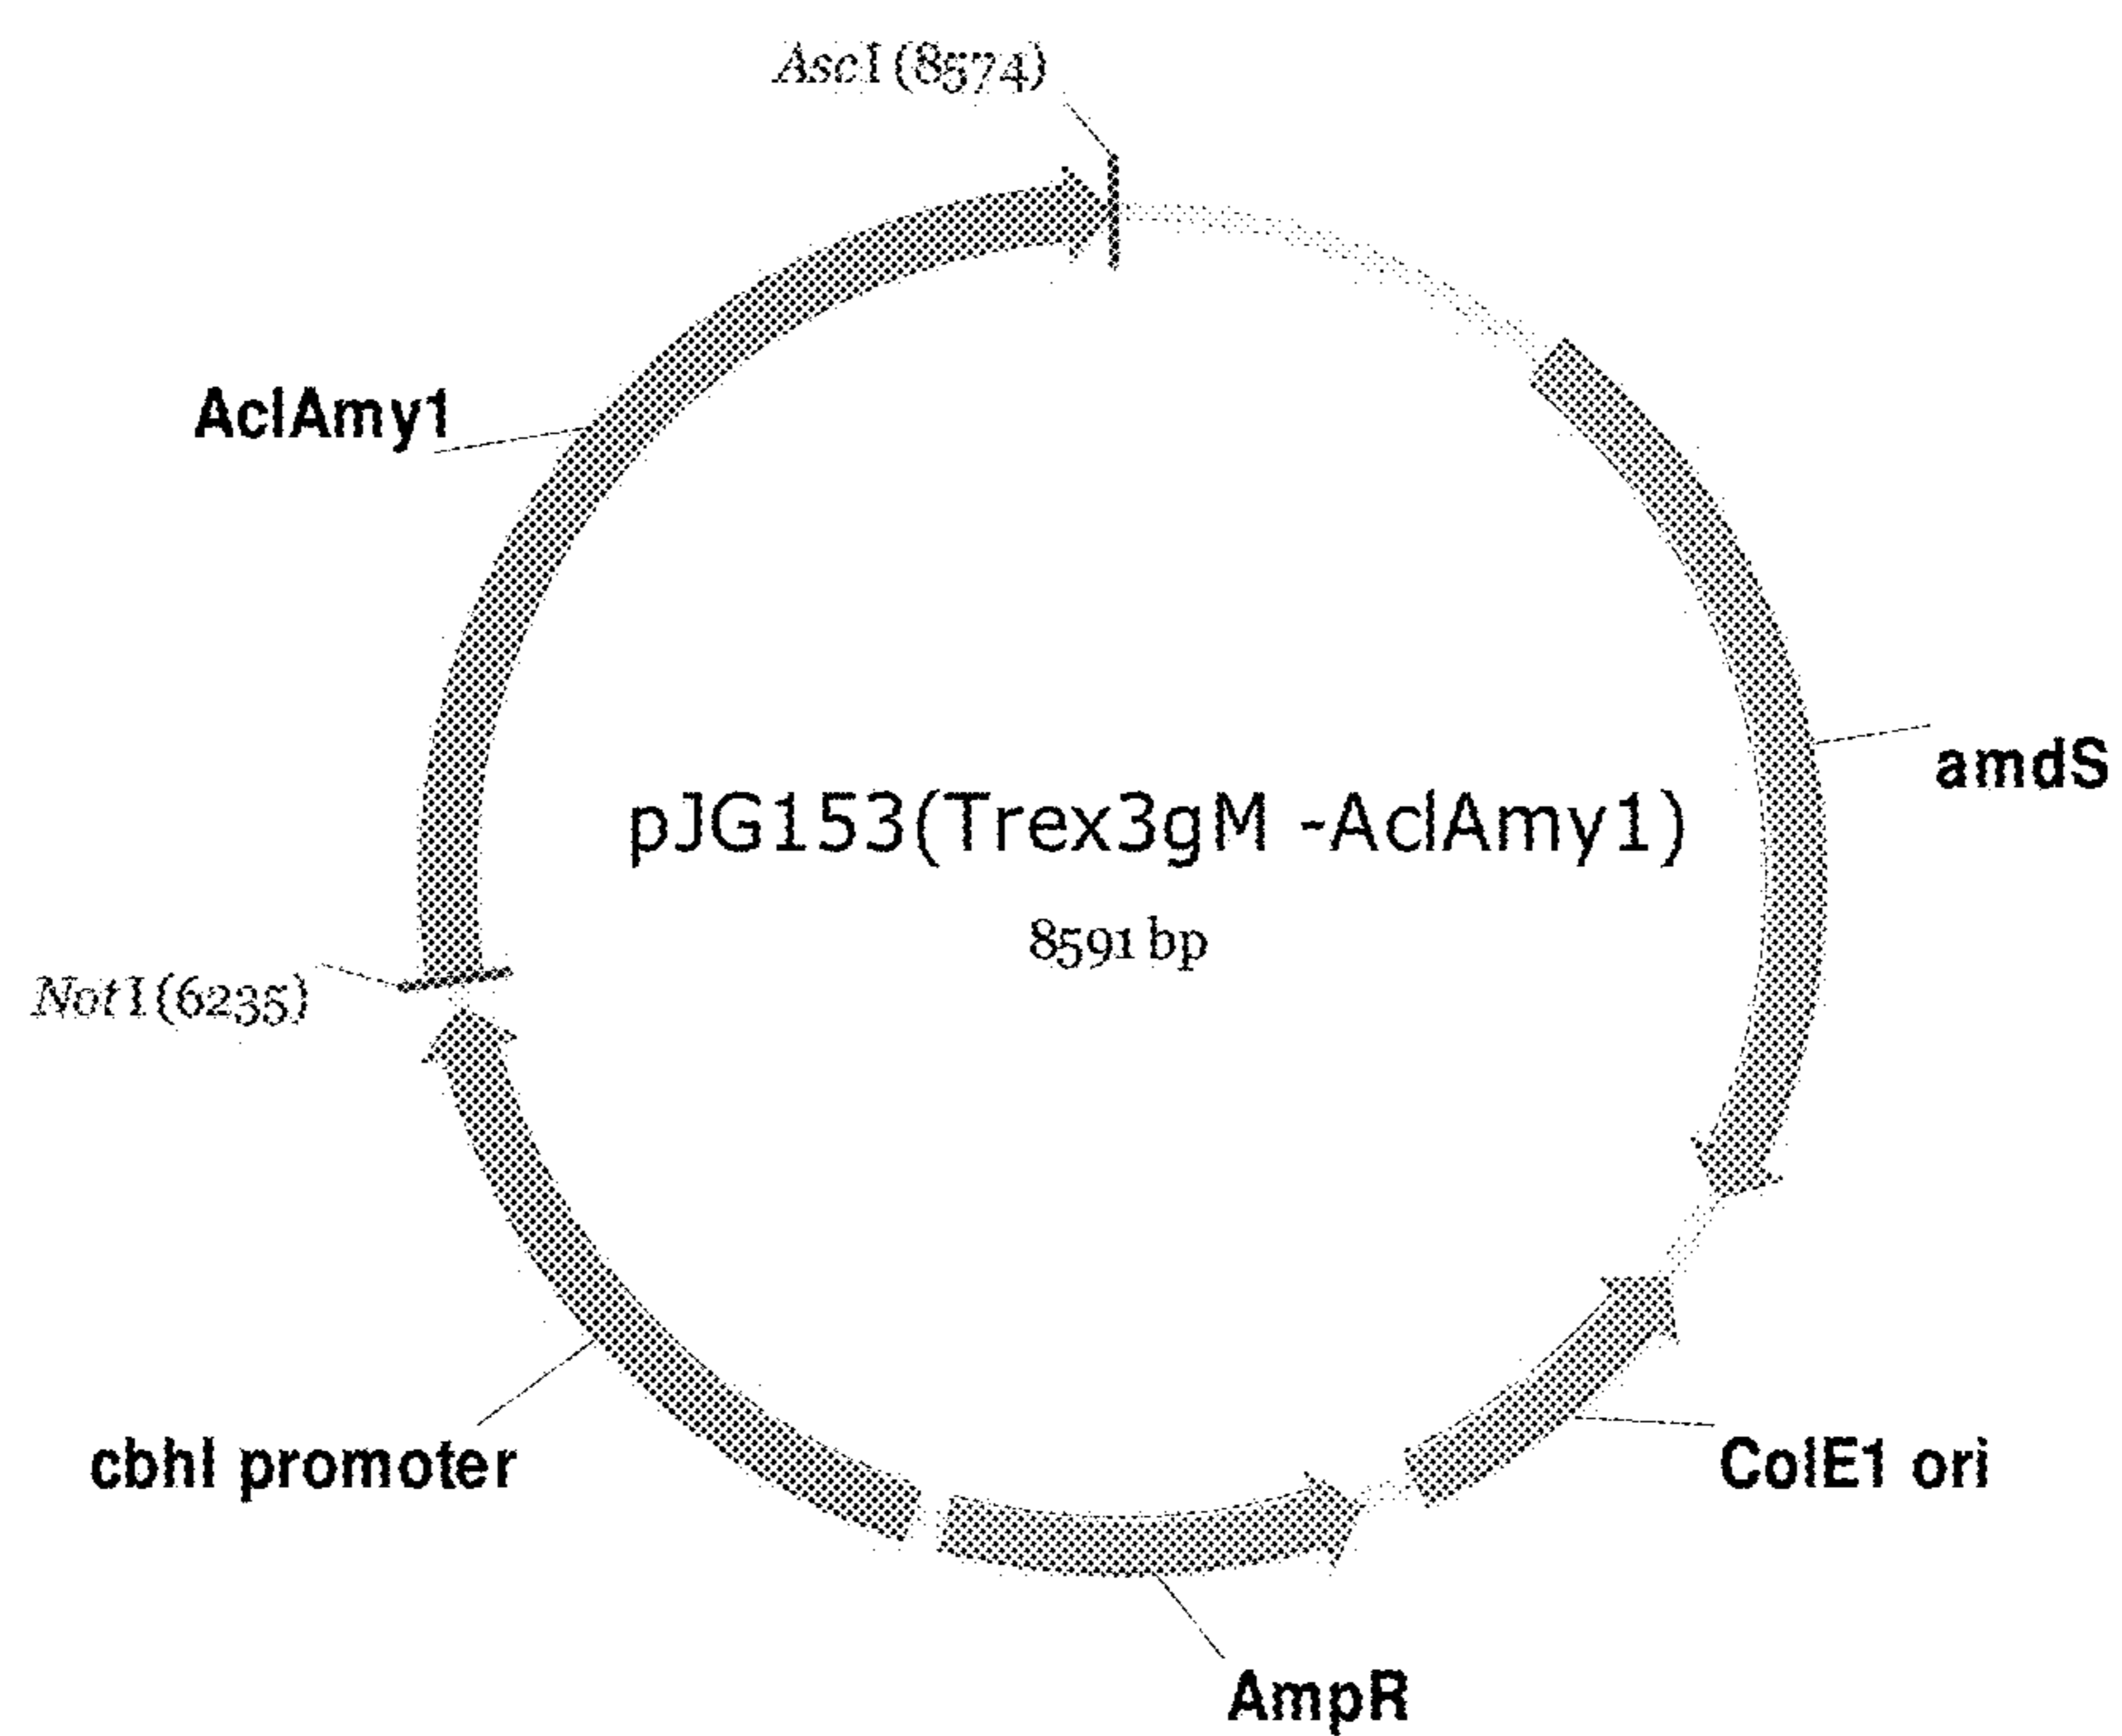 AscI (8574)
AclAmy1
amdS
pJG153(Trex3gM -AclAmy1)
8591 bp
NotI (6235)
cbhI promoter
ColE1 ori
AmpR